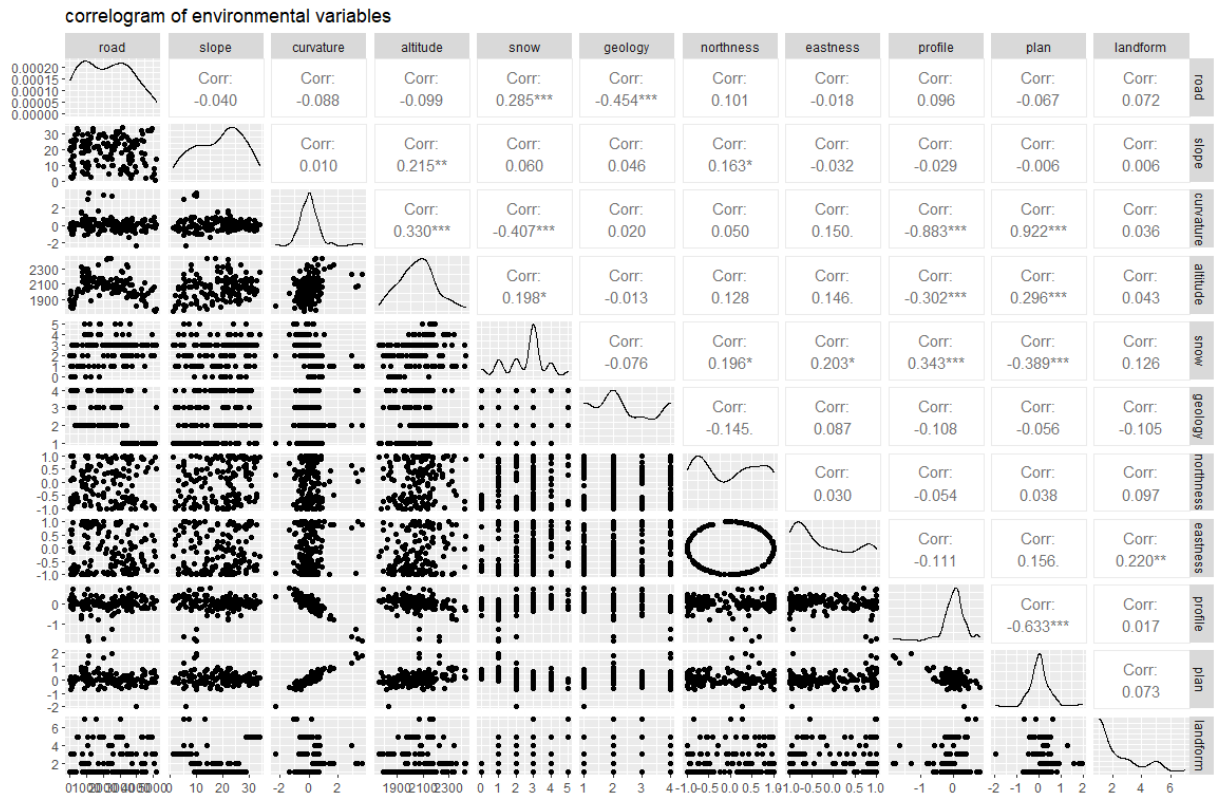 correlogram of environmental variables
road slope curvature altitude snow geology northness eastness profile plan landform
0.00020
0.00015
0.00010
0.00005
0.00000
Corr: Corr: Corr: Corr: Corr: Corr: Corr: Corr: Corr: Corr:
-0.040 -0.088 -0.099 0.285*** -0.454*** 0.101 -0.018 0.096 -0.067 0.072
road
30
20
10
0
Corr: Corr: Corr: Corr: Corr: Corr: Corr: Corr: Corr:
0.010 0.215** 0.060 0.046 0.163* -0.032 -0.029 -0.006 0.006
slope
2
0
-2
Corr: Corr: Corr: Corr: Corr: Corr: Corr: Corr:
0.330*** -0.407*** 0.020 0.050 0.150. -0.883*** 0.922*** 0.036
curvature
2300
2100
1900
Corr: Corr: Corr: Corr: Corr: Corr: Corr:
0.198* -0.013 0.128 0.146. -0.302*** 0.296*** 0.043
altitude
5
4
3
2
1
0
Corr: Corr: Corr: Corr: Corr: Corr:
-0.076 0.196* 0.203* 0.343*** -0.389*** 0.126
snow
4
3
2
1
Corr: Corr: Corr: Corr: Corr:
-0.145. 0.087 -0.108 -0.056 -0.105
geology
1.0
0.5
0.0
-0.5
-1.0
Corr: Corr: Corr: Corr:
0.030 -0.054 0.038 0.097
northness
1.0
0.5
0.0
-0.5
-1.0
Corr: Corr: Corr:
-0.111 0.156. 0.220**
eastness
0
-1
Corr: Corr:
-0.633*** 0.017
profile
2
1
0
-1
-2
Corr:
0.073
plan
6
4
2
landform
0 10 20 30 0 2 1900 2100 2300 0 1 2 3 4 5 1 2 3 4 -1.0 -0.5 0.0 0.5 1.0 -1.0 -0.5 0.0 0.5 1.0 -1 0 -2 -1 0 1 2 2 4 6